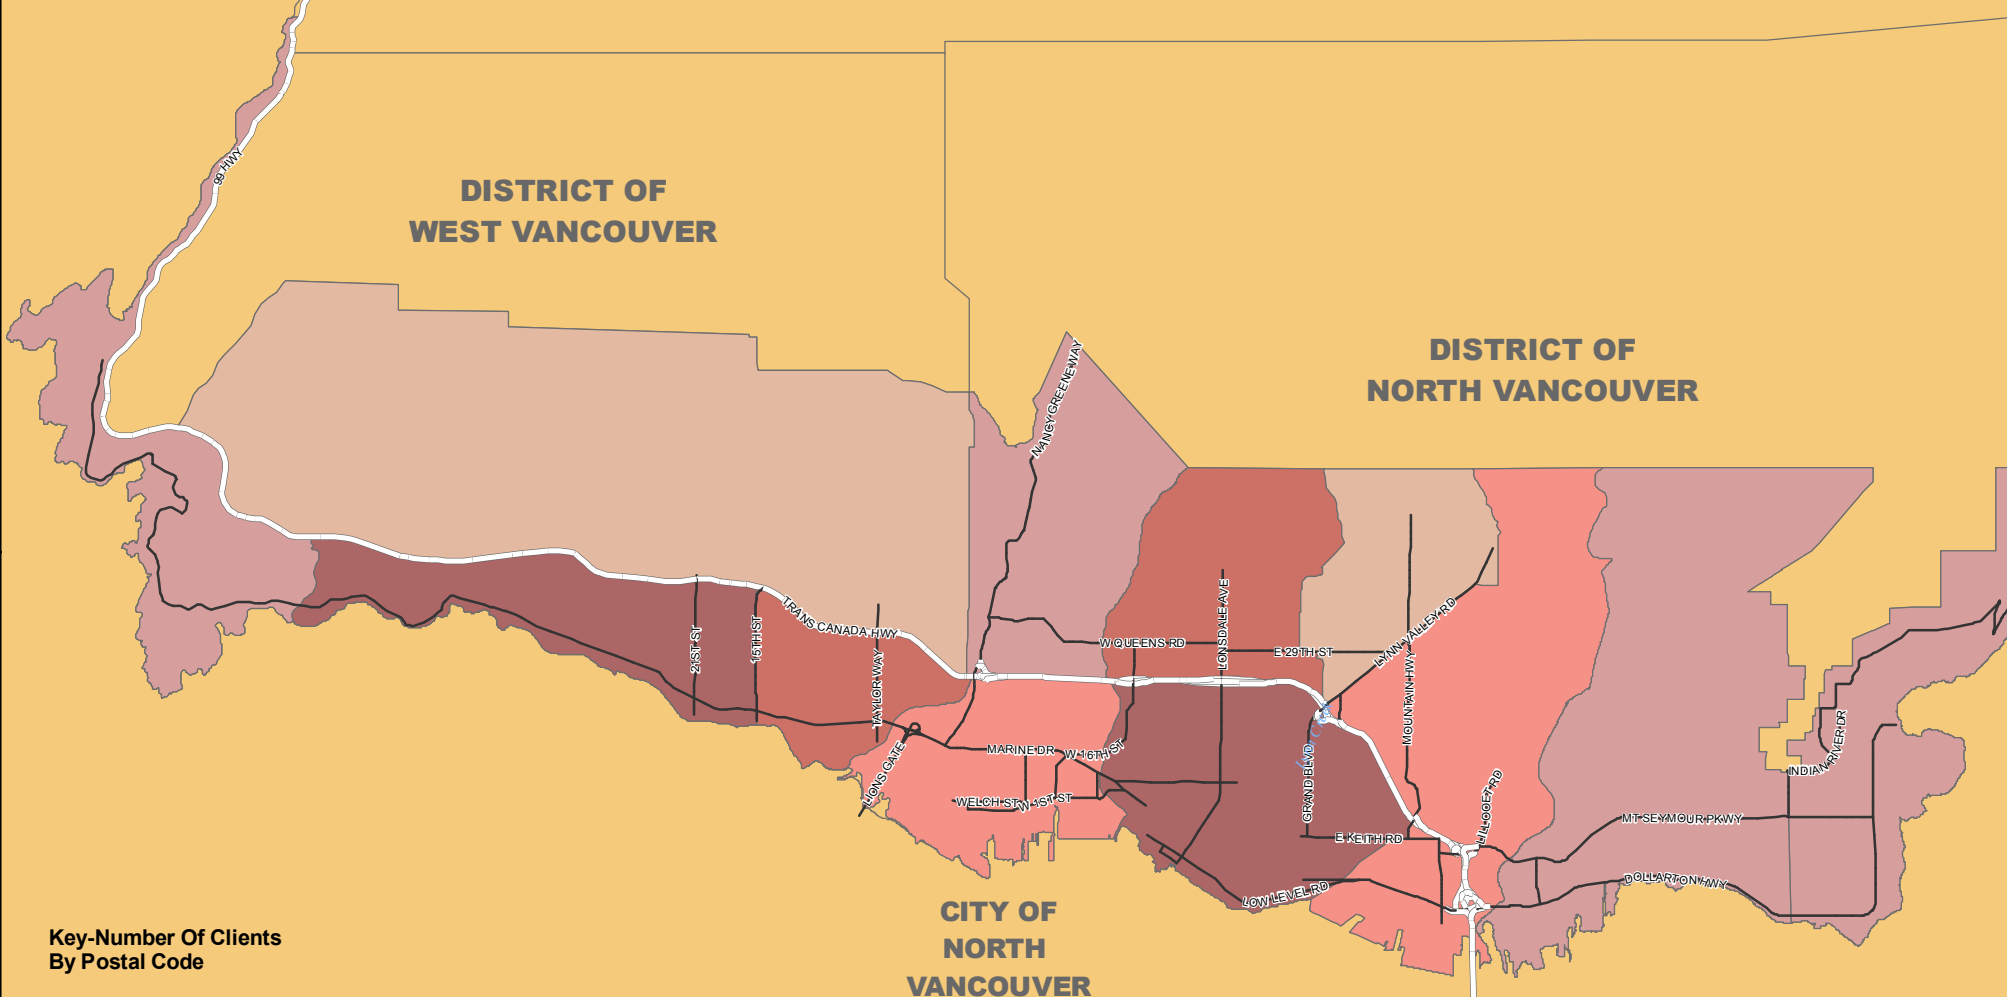 99 HWY
DISTRICT OF
WEST VANCOUVER
DISTRICT OF
NORTH VANCOUVER
NANCY GREENE WAY
TRANS CANADA HWY
21ST ST
15TH ST
TAYLOR WAY
W QUEENS RD
LONSDALE AVE
E 29TH ST
LYNN VALLEY RD
MOUNTAIN HWY
LIONS GATE
MARINE DR
W 16TH ST
WELCH ST
W 1ST ST
GRAND BLVD
E KEITH RD
LOW LEVEL RD
LILLOOET RD
MT SEYMOUR PKWY
DOLLARTON HWY
INDIAN RIVER DR
CITY OF
NORTH
VANCOUVER
Key-Number Of Clients
By Postal Code